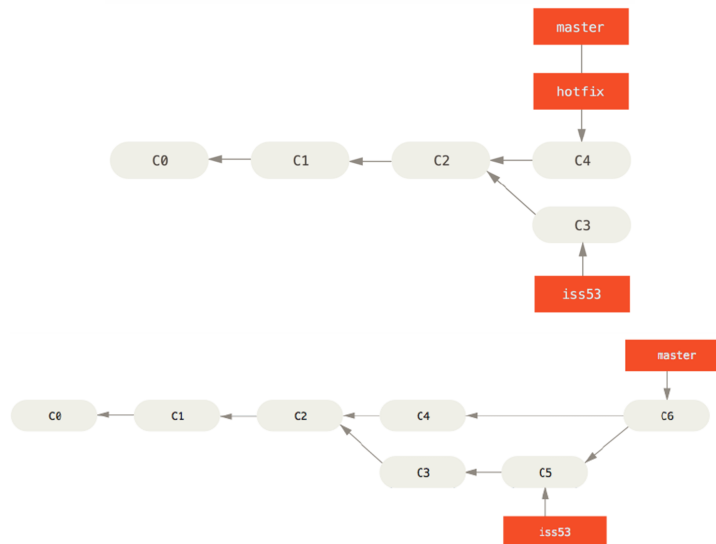 master
hotfix
C0 C1 C2 C4
C3
iss53
master
C0 C1 C2 C4 C6
C3 C5
iss53